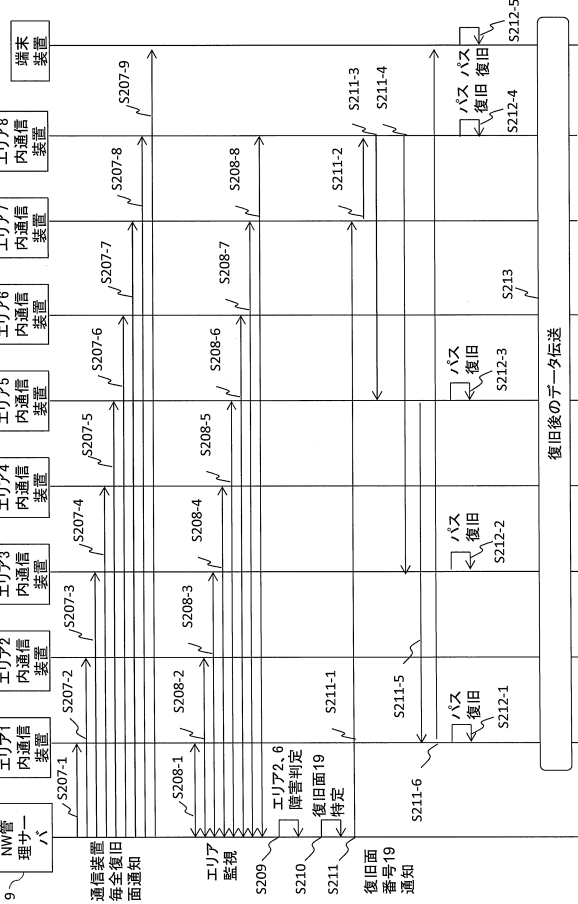 9
NW管
理サー
バ
エリア1
内通信
装置
エリア2
内通信
装置
エリア3
内通信
装置
エリア4
内通信
装置
エリア5
内通信
装置
エリア6
内通信
装置
エリア7
内通信
装置
エリア8
内通信
装置
端末
装置
通信装置
毎全復旧
面通知
S207-1
S207-2
S207-3
S207-4
S207-5
S207-6
S207-7
S207-8
S207-9
エリア
監視
S208-1
S208-2
S208-3
S208-4
S208-5
S208-6
S208-7
S208-8
S209
エリア2、6
障害判定
S210
復旧面19
特定
S211
復旧面
番号19
通知
S211-1
S211-2
S211-3
S211-4
S211-5
S211-6
パス
復旧
S212-1
パス
復旧
S212-2
パス
復旧
S212-3
パス
復旧
S212-4
パス
復旧
S212-5
S213
復旧後のデータ伝送